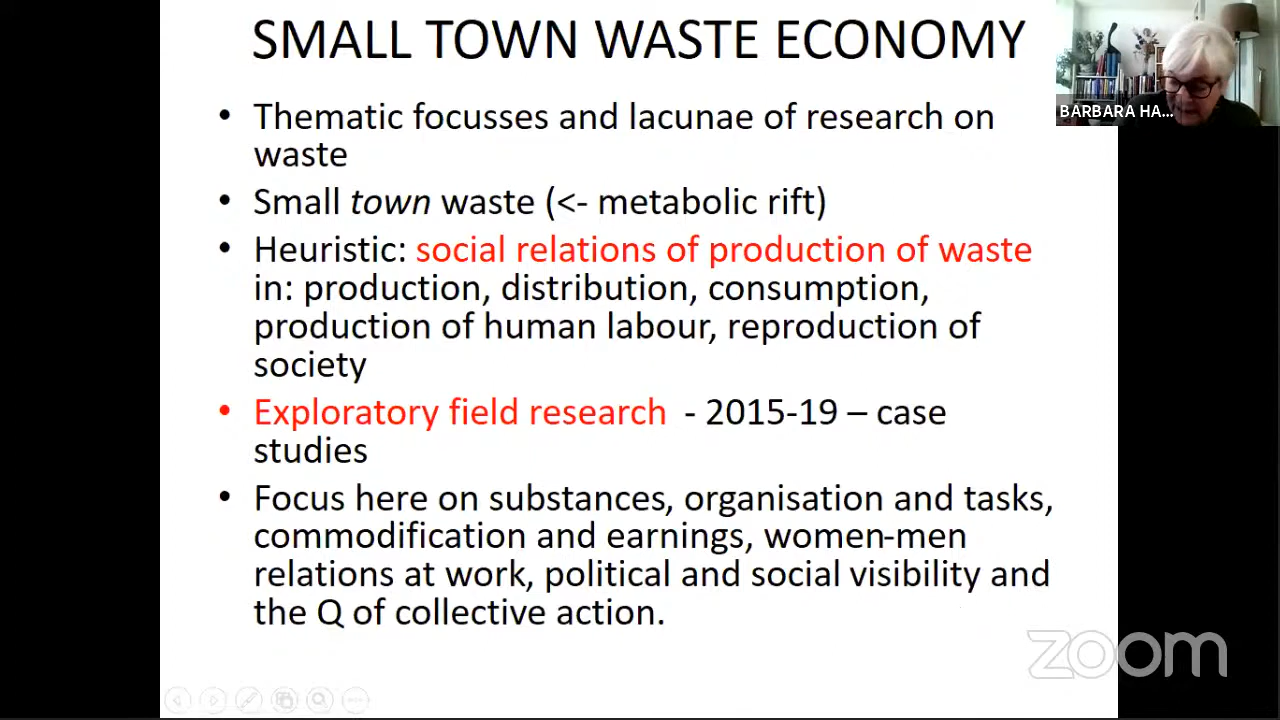 SMALL TOWN WASTE ECONOMY
• Thematic focusses and lacunae of research on
waste
• Small town waste (<- metabolic rift)
• Heuristic: social relations of production of waste
in: production, distribution, consumption,
production of human labour, reproduction of
society
• Exploratory field research - 2015-19 – case
studies
• Focus here on substances, organisation and tasks,
commodification and earnings, women-men
relations at work, political and social visibility and
the Q of collective action.
BARBARA HA...
zoom